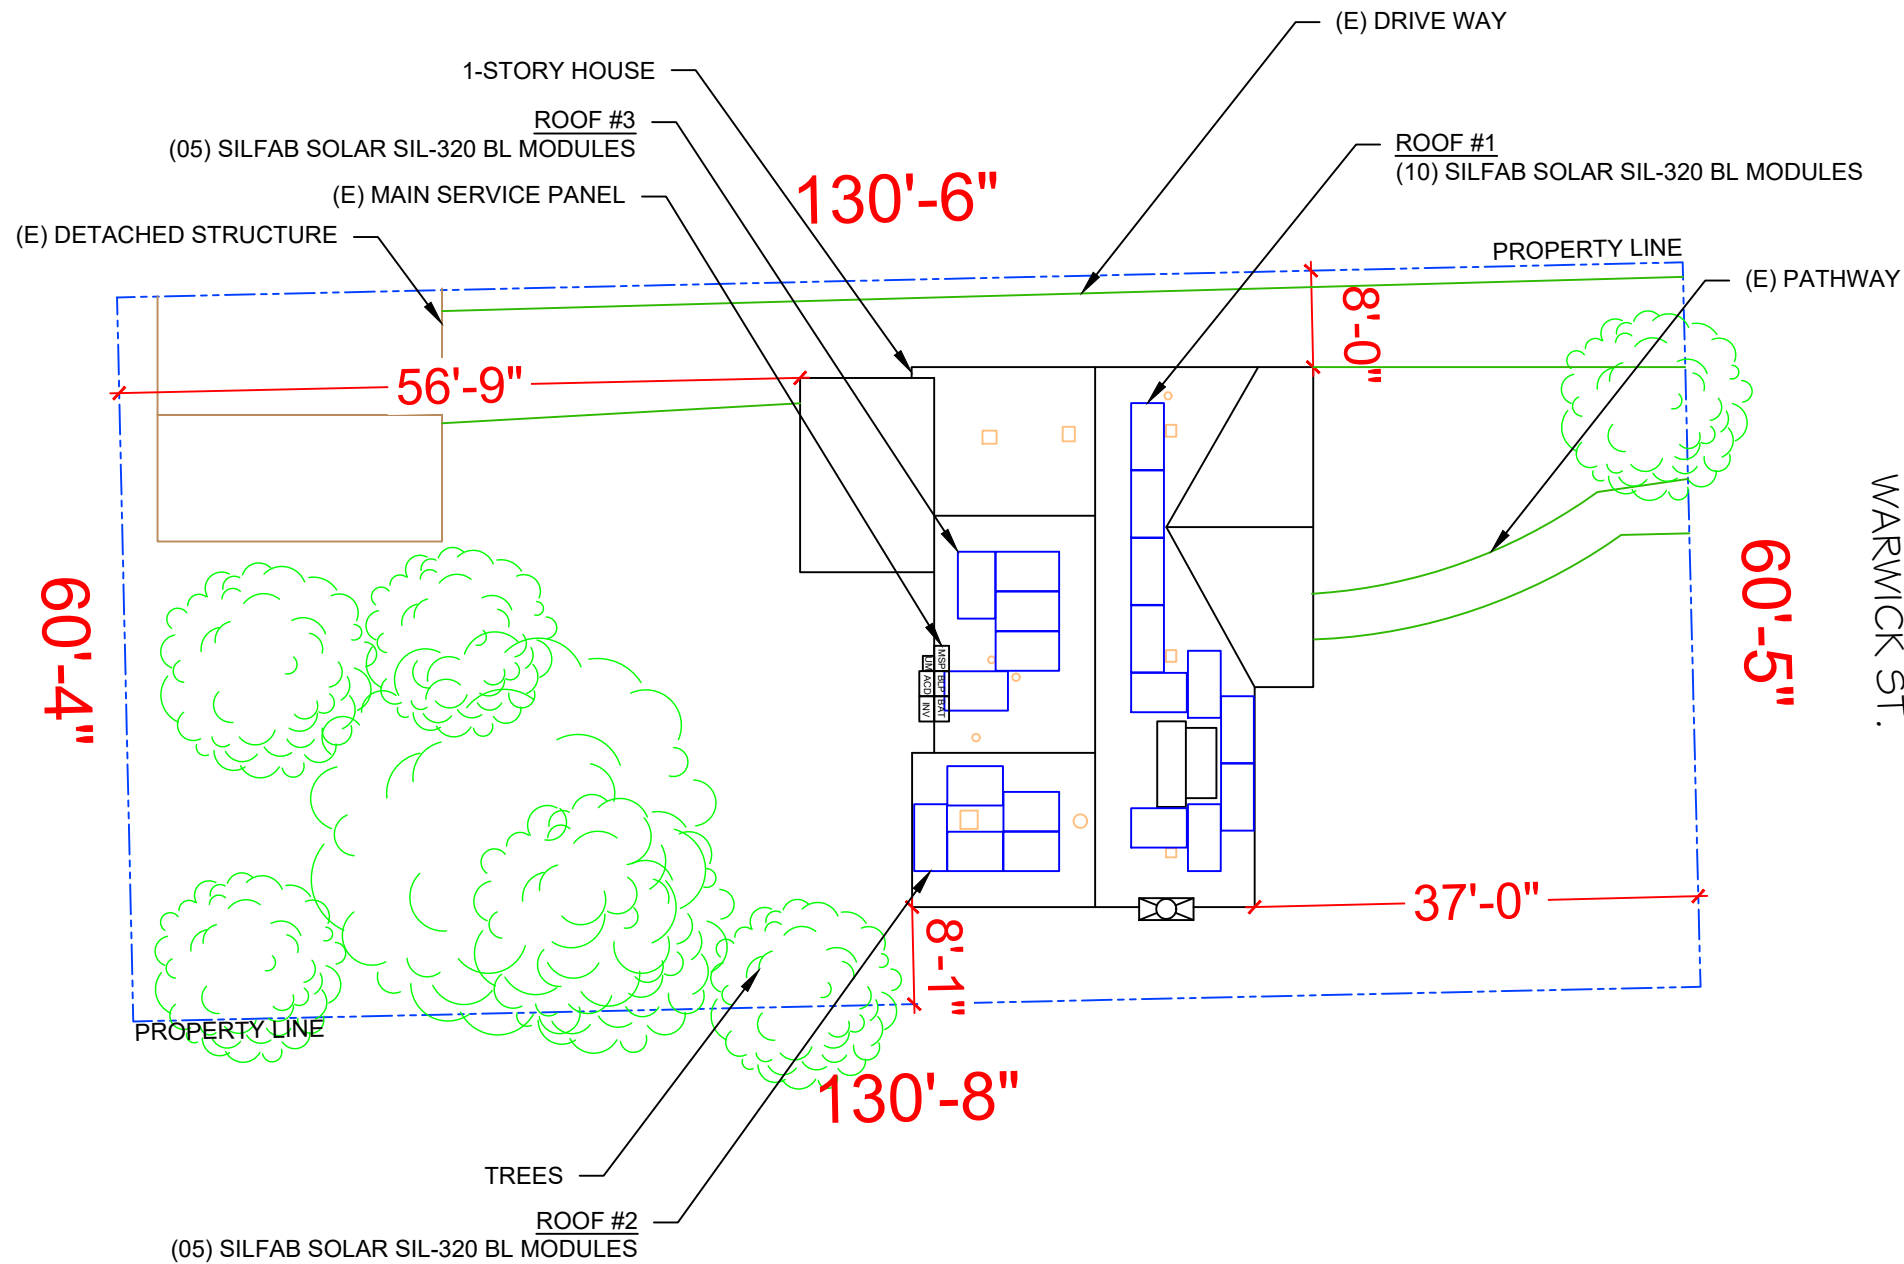 (E) DRIVE WAY
1-STORY HOUSE
ROOF #3
(05) SILFAB SOLAR SIL-320 BL MODULES
ROOF #1
(10) SILFAB SOLAR SIL-320 BL MODULES
(E) MAIN SERVICE PANEL
130'-6"
(E) DETACHED STRUCTURE
PROPERTY LINE
(E) PATHWAY
8'-0"
56'-9"
WARWICK ST.
60'-4"
60'-5"
MSP BLP BAT
UM ACD INV
37'-0"
8'-1"
PROPERTY LINE
130'-8"
TREES
ROOF #2
(05) SILFAB SOLAR SIL-320 BL MODULES